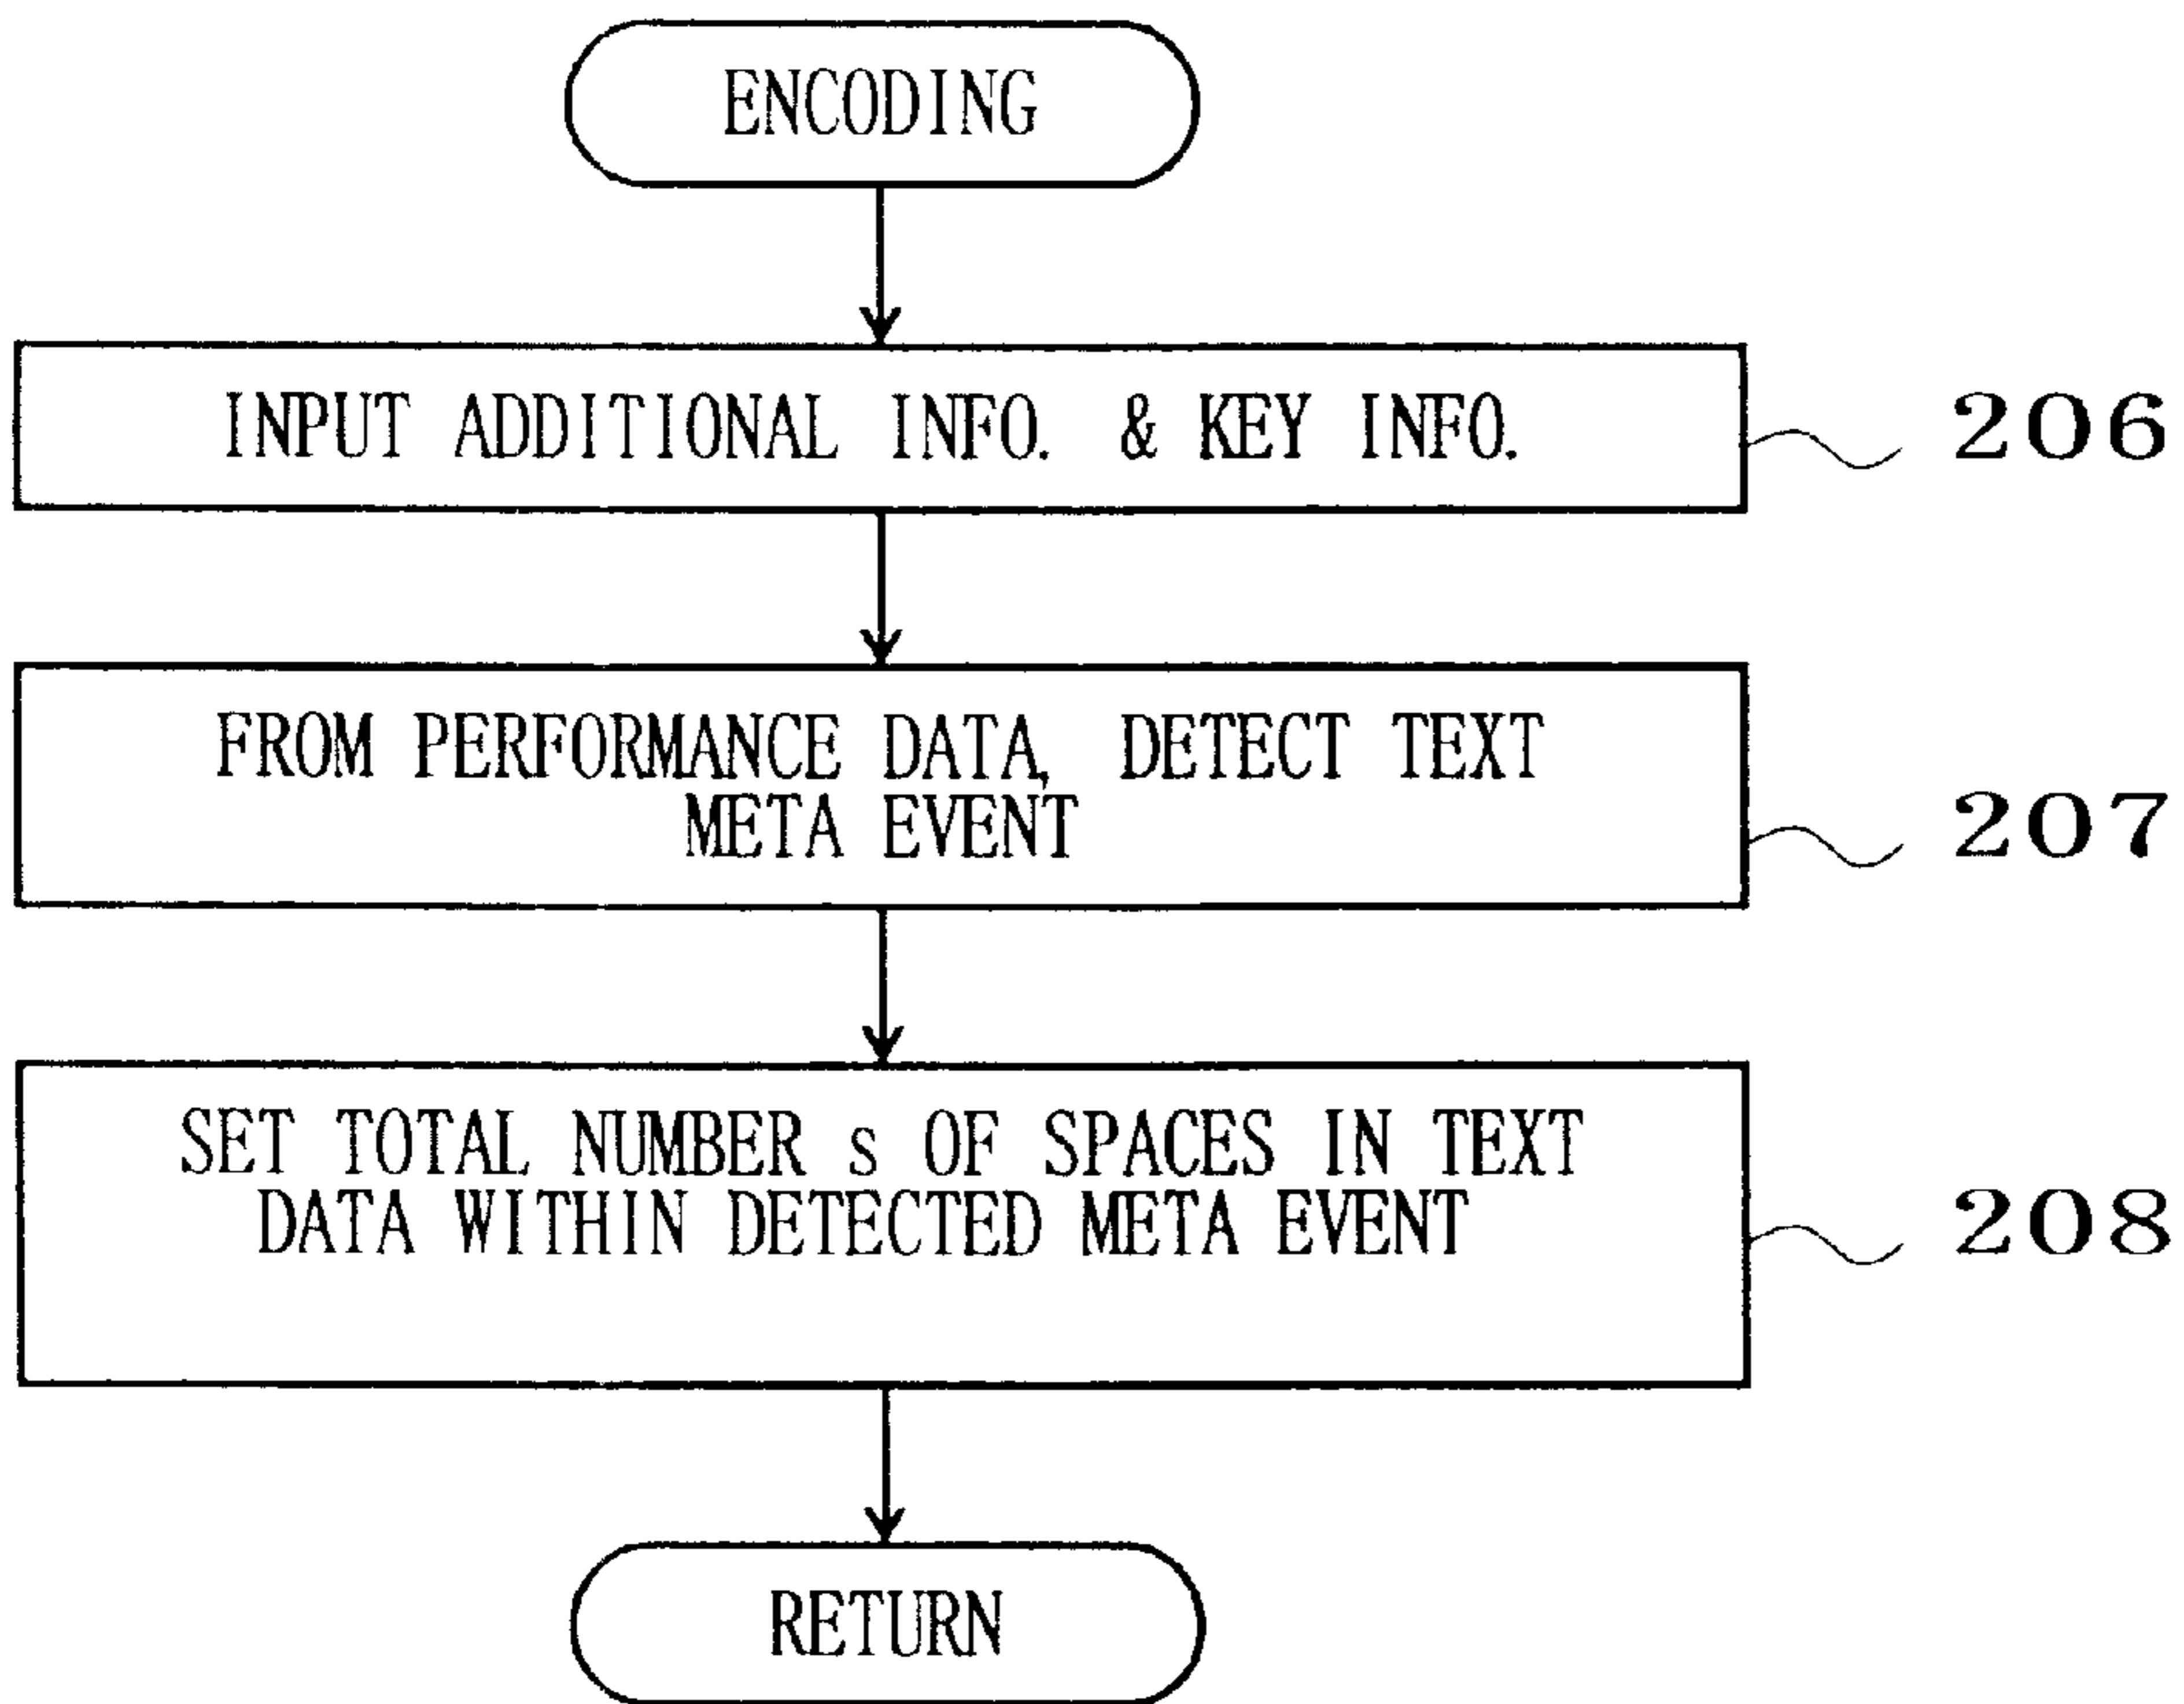 ENCODING
INPUT ADDITIONAL INFO. & KEY INFO.
206
FROM PERFORMANCE DATA, DETECT TEXT
META EVENT
207
SET TOTAL NUMBER s OF SPACES IN TEXT
DATA WITHIN DETECTED META EVENT
208
RETURN